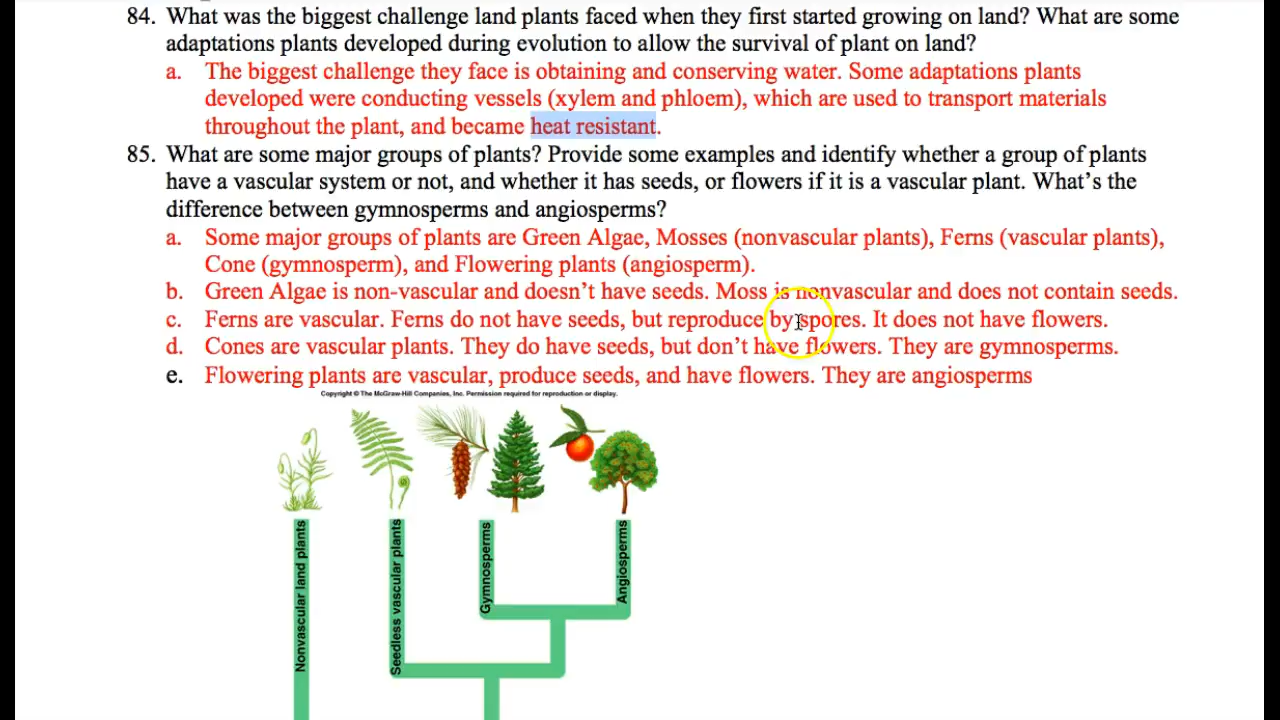 84. What was the biggest challenge land plants faced when they first started growing on land? What are some
adaptations plants developed during evolution to allow the survival of plant on land?
a. The biggest challenge they face is obtaining and conserving water. Some adaptations plants
developed were conducting vessels (xylem and phloem), which are used to transport materials
throughout the plant, and became heat resistant.
85. What are some major groups of plants? Provide some examples and identify whether a group of plants
have a vascular system or not, and whether it has seeds, or flowers if it is a vascular plant. What's the
difference between gymnosperms and angiosperms?
a. Some major groups of plants are Green Algae, Mosses (nonvascular plants), Ferns (vascular plants),
Cone (gymnosperm), and Flowering plants (angiosperm).
b. Green Algae is non-vascular and doesn't have seeds. Moss is nonvascular and does not contain seeds.
c. Ferns are vascular. Ferns do not have seeds, but reproduce by spores. It does not have flowers.
d. Cones are vascular plants. They do have seeds, but don't have flowers. They are gymnosperms.
e. Flowering plants are vascular, produce seeds, and have flowers. They are angiosperms
Copyright © The McGraw-Hill Companies, Inc. Permission required for reproduction or display.
Nonvascular land plants
Seedless vascular plants
Gymnosperms
Angiosperms